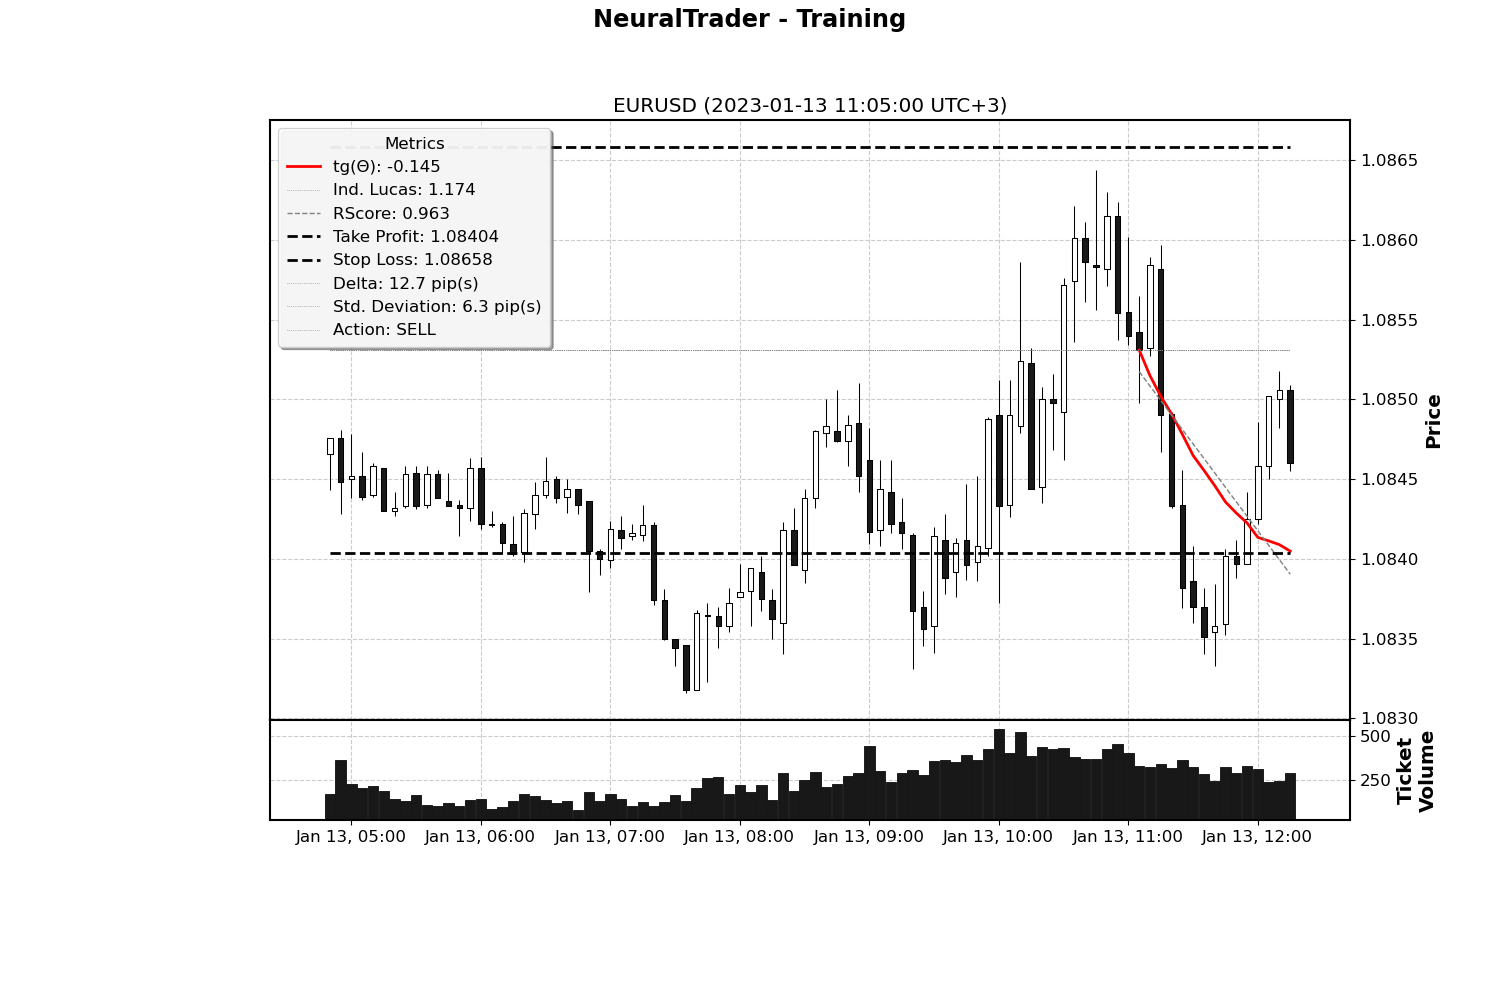 NeuralTrader - Training
EURUSD (2023-01-13 11:05:00 UTC+3)
Metrics
tg(Θ): -0.145
Ind. Lucas: 1.174
RScore: 0.963
Take Profit: 1.08404
Stop Loss: 1.08658
Delta: 12.7 pip(s)
Std. Deviation: 6.3 pip(s)
Action: SELL
1.0865
1.0860
1.0855
1.0850
1.0845
1.0840
1.0835
1.0830
Price
500
250
Ticket
Volume
Jan 13, 05:00 Jan 13, 06:00 Jan 13, 07:00 Jan 13, 08:00 Jan 13, 09:00 Jan 13, 10:00 Jan 13, 11:00 Jan 13, 12:00